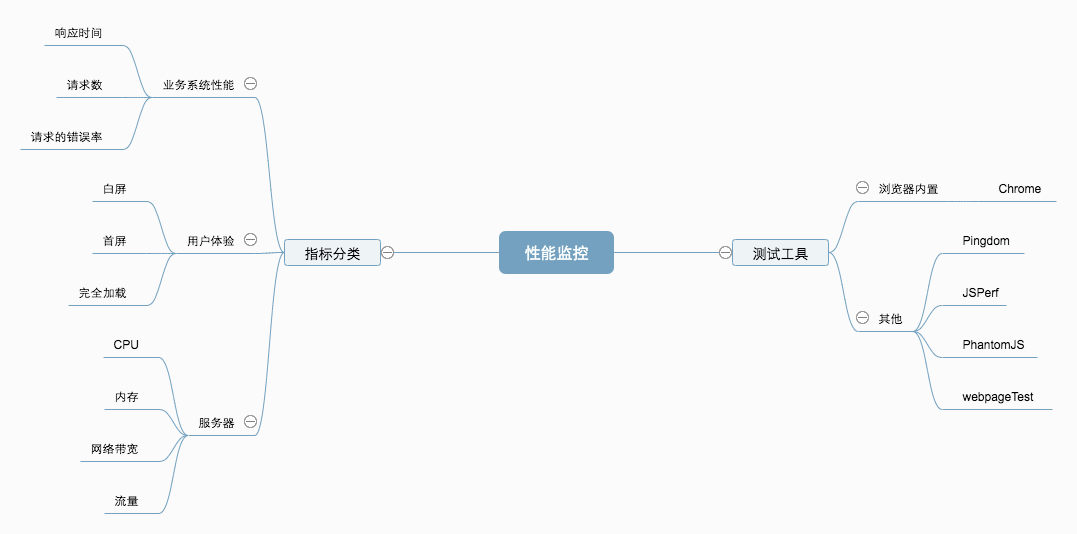 性能监控
指标分类
业务系统性能
响应时间
请求数
请求的错误率
用户体验
白屏
首屏
完全加载
服务器
CPU
内存
网络带宽
流量
测试工具
浏览器内置
Chrome
其他
Pingdom
JSPerf
PhantomJS
webpageTest